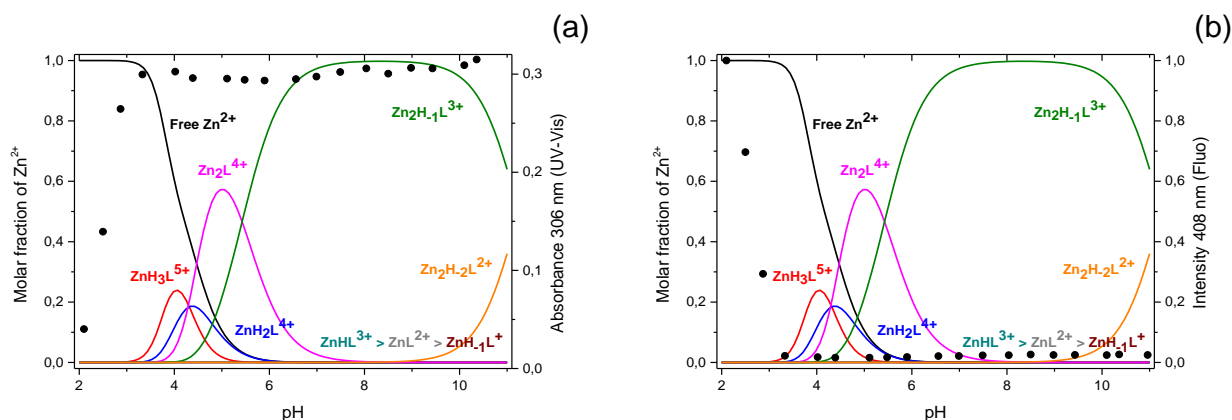 (a)
1,0
0,8
0,6
0,4
0,2
0,0
Molar fraction of Zn²⁺
2 4 6 8 10
pH
0,3
0,2
0,1
0,0
Absorbance 306 nm (UV-Vis)
Free Zn²⁺
Zn₂H₋₁L³⁺
Zn₂L⁴⁺
ZnH₃L⁵⁺
ZnH₂L⁴⁺
Zn₂H₋₂L²⁺
ZnHL³⁺ > ZnL²⁺ > ZnH₋₁L⁺
(b)
1,0
0,8
0,6
0,4
0,2
0,0
Molar fraction of Zn²⁺
2 4 6 8 10
pH
1,0
0,8
0,6
0,4
0,2
0,0
Intensity 408 nm (Fluo)
Free Zn²⁺
Zn₂H₋₁L³⁺
Zn₂L⁴⁺
ZnH₃L⁵⁺
ZnH₂L⁴⁺
Zn₂H₋₂L²⁺
ZnHL³⁺ > ZnL²⁺ > ZnH₋₁L⁺